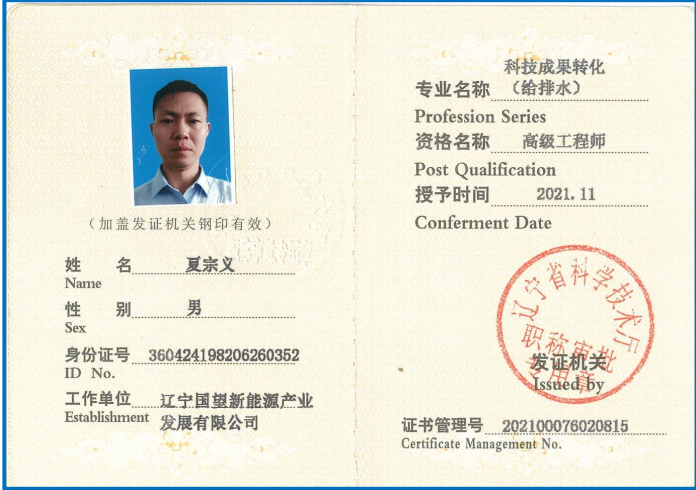 （加盖发证机关钢印有效）
姓 名 夏宗义
Name
性 别 男
Sex
身份证号 360424198206260352
ID No.
工作单位 辽宁国望新能源产业
Establishment 发展有限公司
科技成果转化
专业名称 （给排水）
Profession Series
资格名称 高级工程师
Post Qualification
授予时间 2021.11
Conferment Date
辽宁省科学技术厅
职称审批
专用章
发证机关
Issued by
证书管理号 202100076020815
Certificate Management No.